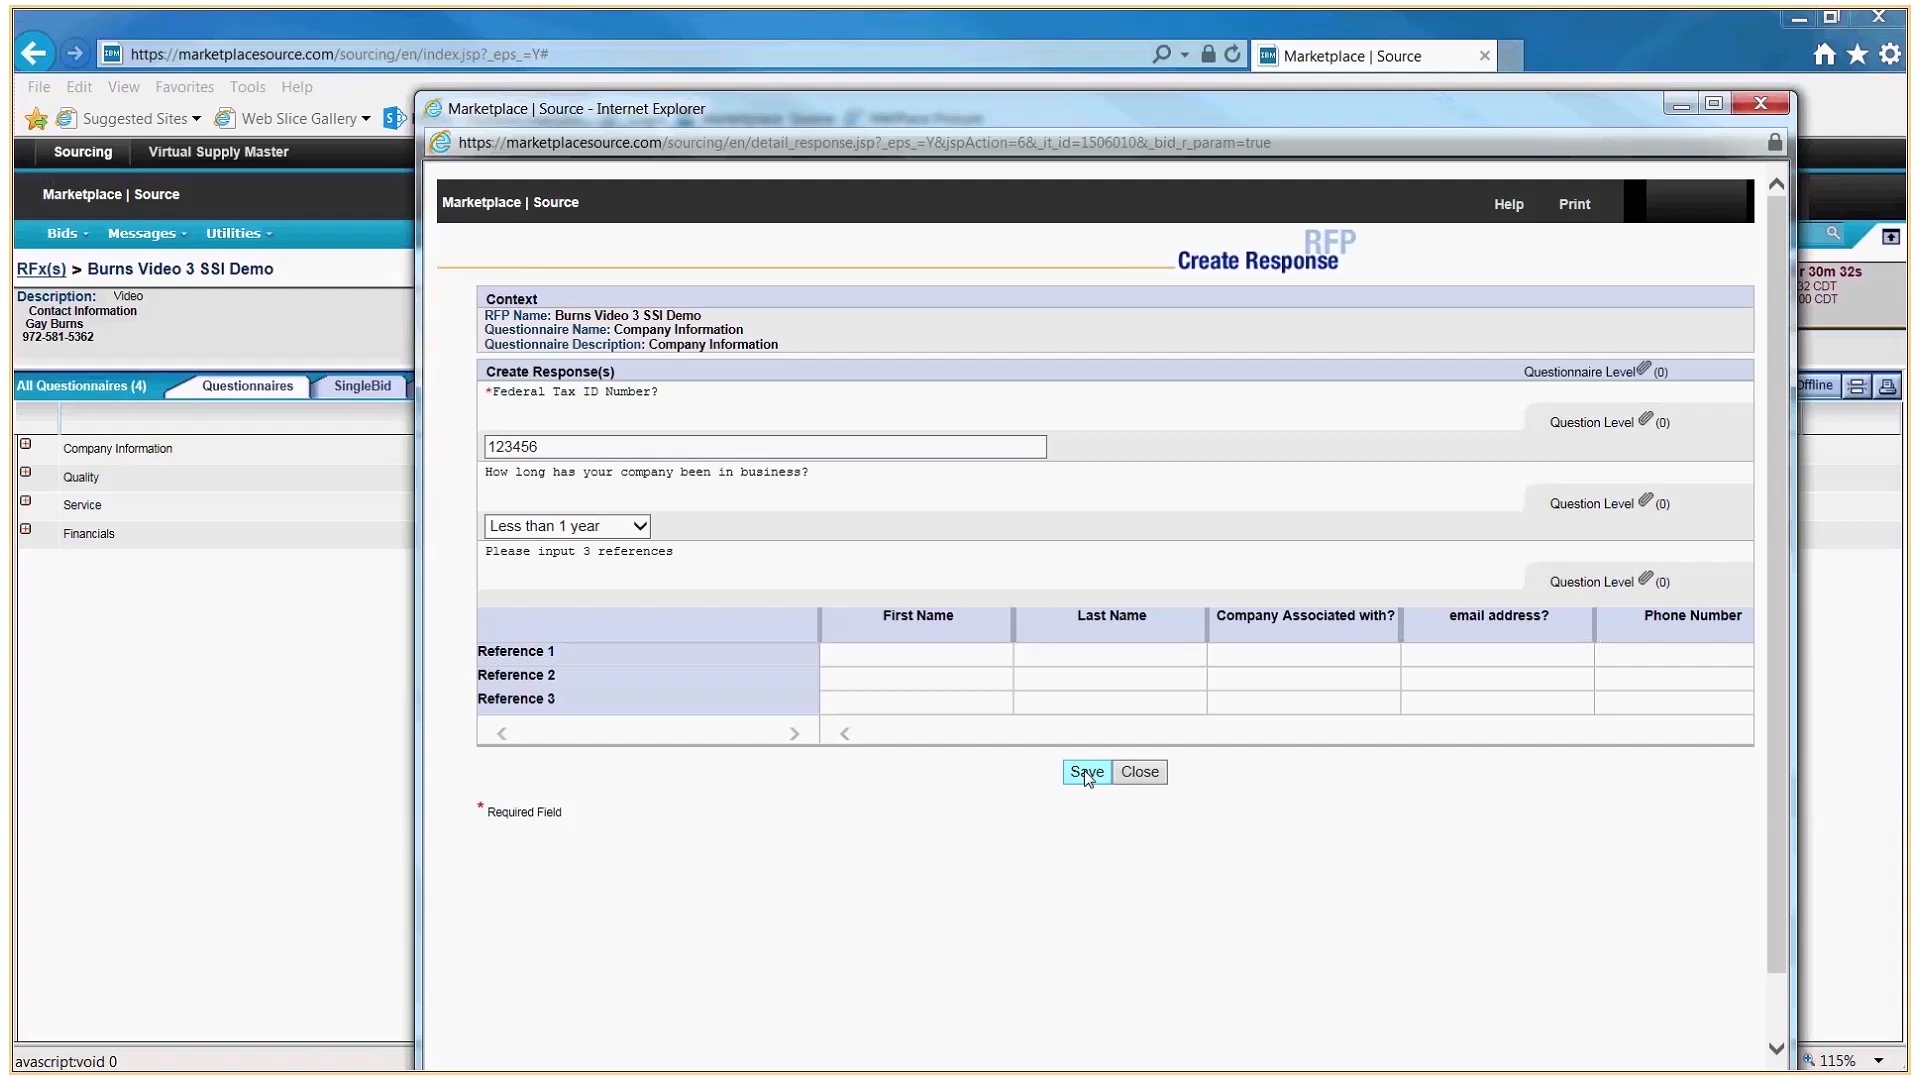 https://marketplacesource.com/sourcing/en/index.jsp?_eps_=Y#
Marketplace | Source
File Edit View Favorites Tools Help
Suggested Sites
Web Slice Gallery
Marketplace | Source - Internet Explorer
https://marketplacesource.com/sourcing/en/detail_response.jsp?_eps_=Y&jspAction=6&_it_id=1506010&_bid_r_param=true
Sourcing
Virtual Supply Master
Marketplace | Source
Bids Messages Utilities
RFx(s) > Burns Video 3 SSI Demo
Description: Video
Contact Information
Gay Burns
972-581-5362
All Questionnaires (4)
Questionnaires
SingleBid
Company Information
Quality
Service
Financials
Marketplace | Source
Help
Print
RFP
Create Response
Context
RFP Name: Burns Video 3 SSI Demo
Questionnaire Name: Company Information
Questionnaire Description: Company Information
Create Response(s)
Questionnaire Level (0)
*Federal Tax ID Number?
Question Level (0)
123456
How long has your company been in business?
Question Level (0)
Less than 1 year
Please input 3 references
Question Level (0)
First Name
Last Name
Company Associated with?
email address?
Phone Number
Reference 1
Reference 2
Reference 3
Save
Close
* Required Field
r 30m 32s
32 CDT
00 CDT
Offline
avascript:void 0
115%